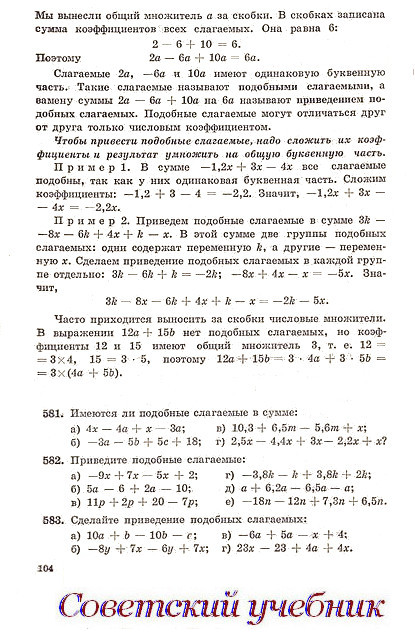 Мы вынесли общий множитель a за скобки. В скобках записана
сумма коэффициентов всех слагаемых. Она равна 6:
2 — 6 + 10 = 6.
Поэтому 2a — 6a + 10a = 6a.
Слагаемые 2a, —6a и 10a имеют одинаковую буквенную
часть. Такие слагаемые называют подобными слагаемыми, а
замену суммы 2a — 6a + 10a на 6a называют приведением по-
добных слагаемых. Подобные слагаемые могут отличаться друг
от друга только числовым коэффициентом.
Чтобы привести подобные слагаемые, надо сложить их коэф-
фициенты и результат умножить на общую буквенную часть.
Пример 1. В сумме —1,2x + 3x — 4x все слагаемые
подобны, так как у них одинаковая буквенная часть. Сложим
коэффициенты: —1,2 + 3 — 4 = —2,2. Значит, —1,2x + 3x —
— 4x = —2,2x.
Пример 2. Приведем подобные слагаемые в сумме 3k —
—8x — 6k + 4x + k — x. В этой сумме две группы подобных
слагаемых: одни содержат переменную k, а другие — перемен-
ную x. Сделаем приведение подобных слагаемых в каждой груп-
пе отдельно: 3k — 6k + k = —2k; —8x + 4x — x = —5x. Зна-
чит,
3k — 8x — 6k + 4x + k — x = —2k — 5x.
Часто приходится выносить за скобки числовые множители.
В выражении 12a + 15b нет подобных слагаемых, но коэф-
фициенты 12 и 15 имеют общий множитель 3, т. е. 12 =
= 3×4, 15 = 3 · 5, поэтому 12a + 15b = 3 · 4a + 3 · 5b =
= 3×(4a + 5b).
581. Имеются ли подобные слагаемые в сумме:
а) 4x — 4a + x — 3a; в) 10,3 + 6,5m — 5,6m + x;
б) —3a — 5b + 5c + 18; г) 2,5x — 4,4x + 3x — 2,2x + x?
582. Приведите подобные слагаемые:
а) —9x + 7x — 5x + 2; г) —3,8k — k + 3,8k + 2k;
б) 5a — 6 + 2a — 10; д) a + 6,2a — 6,5a — a;
в) 11p + 2p + 20 — 7p; е) —18n — 12n + 7,3n + 6,5n.
583. Сделайте приведение подобных слагаемых:
а) 10a + b — 10b — c; в) —6a + 5a — x + 4;
б) —8y + 7x — 6y + 7x; г) 23x — 23 + 4a + 4x.
104
Советский учебник